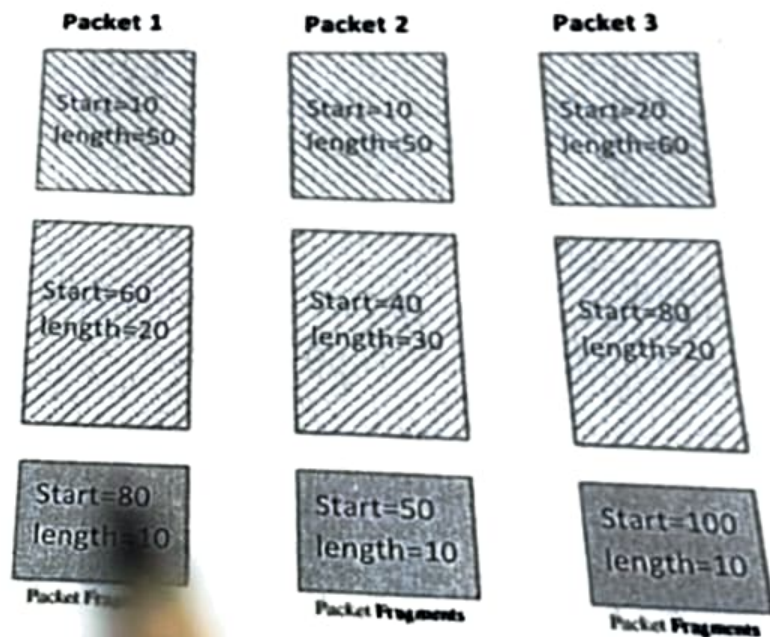 Packet 1
Start=10
length=50
Start=60
length=20
Start=80
length=10
Packet
Packet 2
Start=10
length=50
Start=40
length=30
Start=50
length=10
Packet Fragments
Packet 3
Start=20
length=60
Start=80
length=20
Start=100
length=10
Packet Fragments